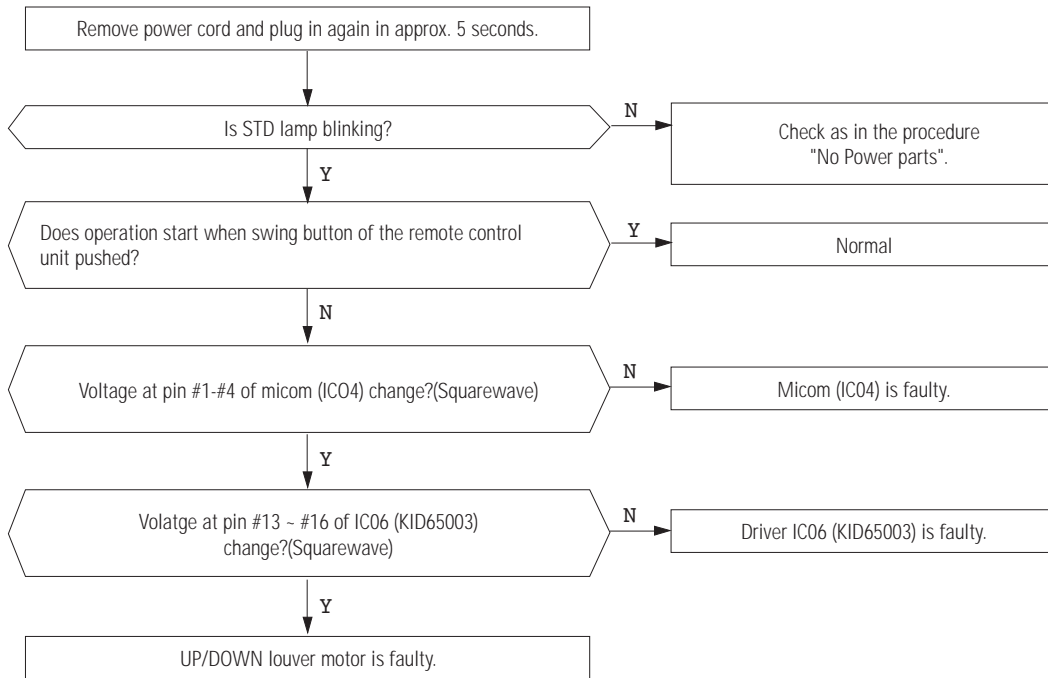 Remove power cord and plug in again in approx. 5 seconds.
Is STD lamp blinking?
N
Check as in the procedure
"No Power parts".
Y
Does operation start when swing button of the remote control
unit pushed?
Y
Normal
N
Voltage at pin #1-#4 of micom (ICO4) change?(Squarewave)
N
Micom (IC04) is faulty.
Y
Volatge at pin #13 ~ #16 of IC06 (KID65003)
change?(Squarewave)
N
Driver IC06 (KID65003) is faulty.
Y
UP/DOWN louver motor is faulty.